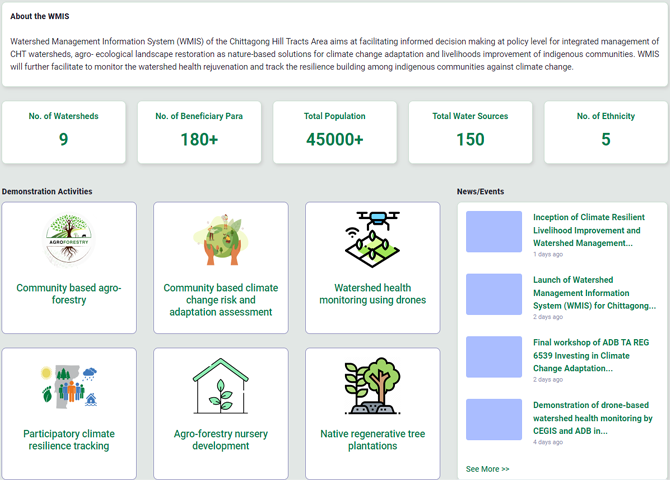 About the WMIS
Watershed Management Information System (WMIS) of the Chittagong Hill Tracts Area aims at facilitating informed decision making at policy level for integrated management of
CHT watersheds, agro- ecological landscape restoration as nature-based solutions for climate change adaptation and livelihoods improvement of indigenous communities. WMIS
will further facilitate to monitor the watershed health rejuvenation and track the resilience building among indigenous communities against climate change.
No. of Watersheds
9
No. of Beneficiary Para
180+
Total Population
45000+
Total Water Sources
150
No. of Ethnicity
5
Demonstration Activities
AGROFORESTRY
Community based agro-
forestry
Community based climate
change risk and
adaptation assessment
Watershed health
monitoring using drones
Participatory climate
resilience tracking
Agro-forestry nursery
development
Native regenerative tree
plantations
News/Events
Inception of Climate Resilient
Livelihood Improvement and
Watershed Management...
1 days ago
Launch of Watershed
Management Information
System (WMIS) for Chittagong...
2 days ago
Final workshop of ADB TA REG
6539 Investing in Climate
Change Adaptation...
2 days ago
Demonstration of drone-based
watershed health monitoring by
CEGIS and ADB in...
4 days ago
See More >>